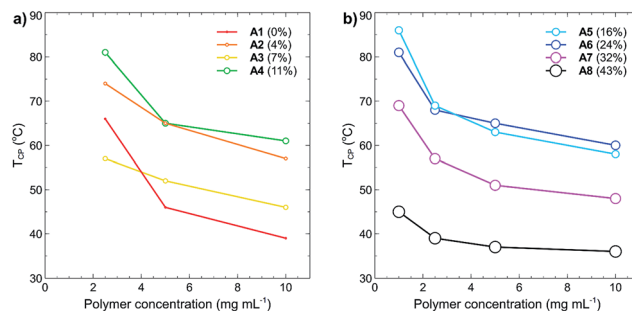 a)
A1 (0%)
A2 (4%)
A3 (7%)
A4 (11%)
90
80
70
60
50
40
30
T_CP (°C)
0 2 4 6 8 10
Polymer concentration (mg mL⁻¹)
b)
A5 (16%)
A6 (24%)
A7 (32%)
A8 (43%)
90
80
70
60
50
40
30
T_CP (°C)
0 2 4 6 8 10
Polymer concentration (mg mL⁻¹)